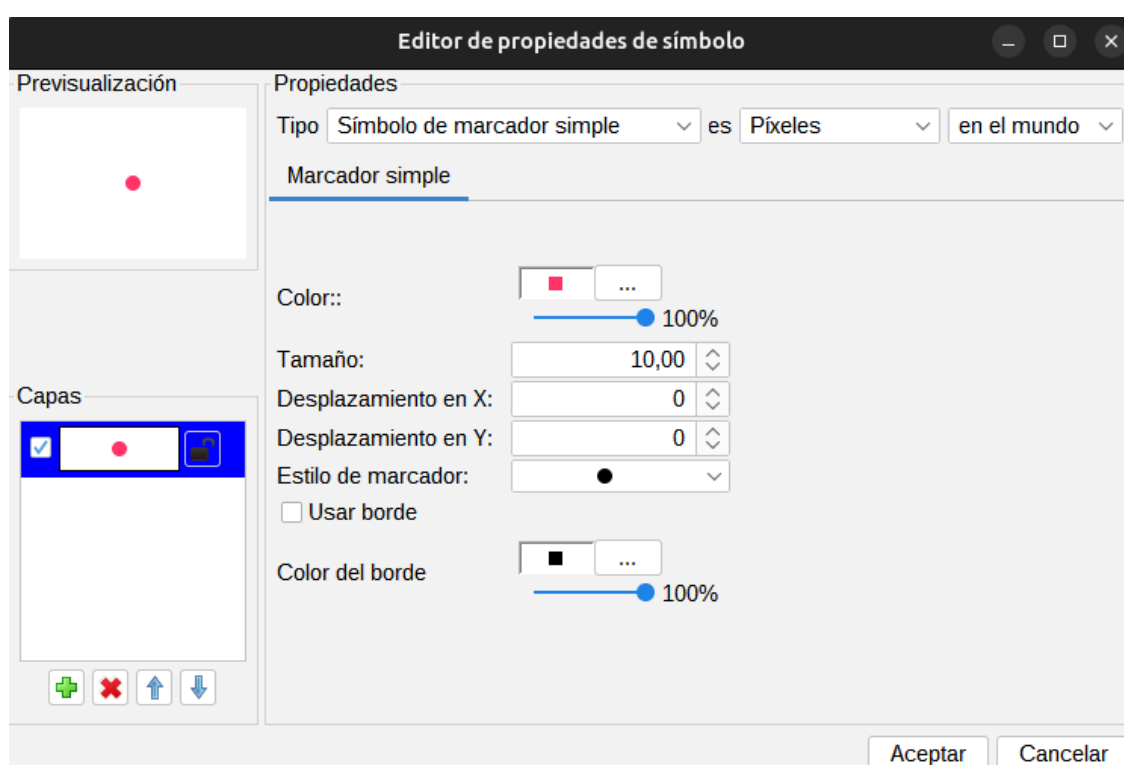 Editor de propiedades de símbolo
Previsualización
Propiedades
Tipo Símbolo de marcador simple es Píxeles en el mundo
Marcador simple
Color:: ...
100%
Tamaño: 10,00
Capas
Desplazamiento en X: 0
Desplazamiento en Y: 0
Estilo de marcador:
Usar borde
Color del borde ...
100%
Aceptar Cancelar